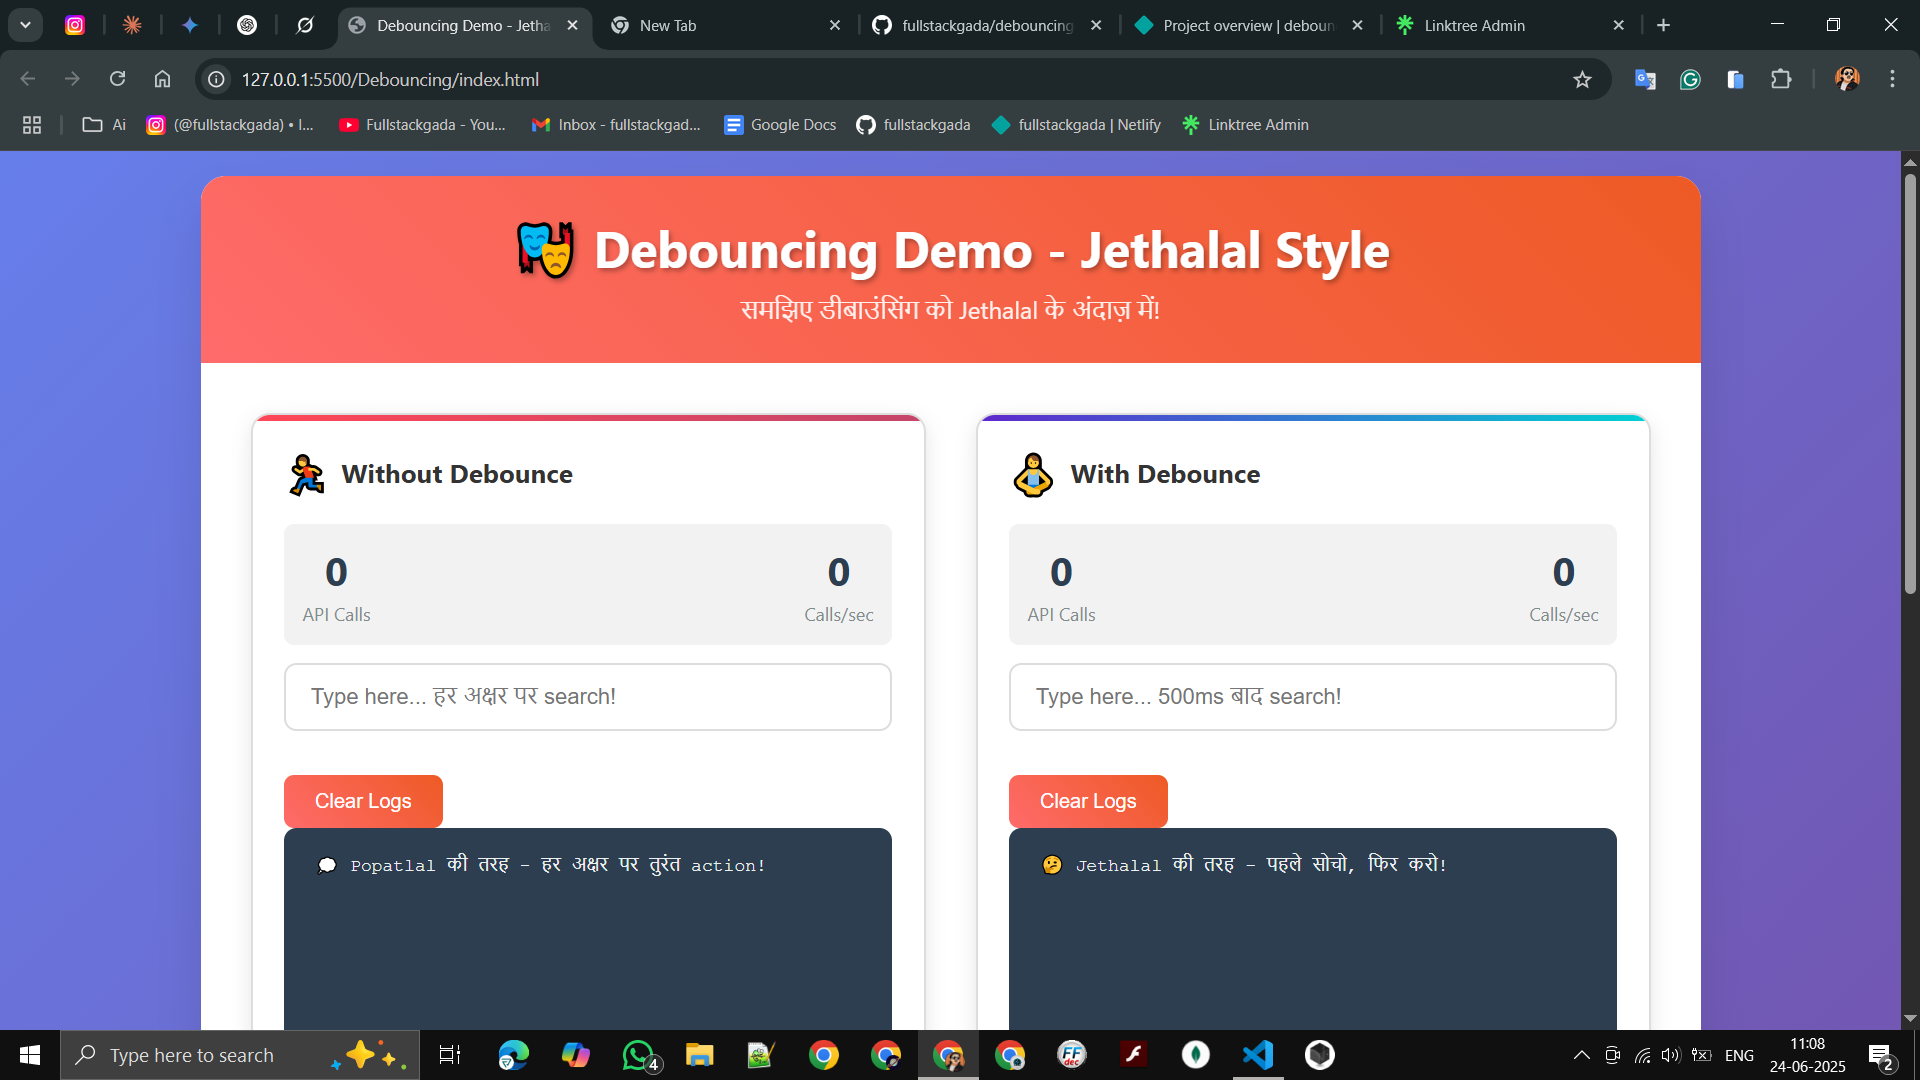 Debouncing Demo - Jetha
New Tab
fullstackgada/debouncing
Project overview | deboun
Linktree Admin
127.0.0.1:5500/Debouncing/index.html
Ai
(@fullstackgada) • I...
Fullstackgada - You...
Inbox - fullstackgad...
Google Docs
fullstackgada
fullstackgada | Netlify
Linktree Admin
Debouncing Demo - Jethalal Style
समझिए डीबाउंसिंग को Jethalal के अंदाज़ में!
Without Debounce
0 0
API Calls Calls/sec
Type here... हर अक्षर पर search!
Clear Logs
💭 Popatlal की तरह - हर अक्षर पर तुरंत action!
With Debounce
0 0
API Calls Calls/sec
Type here... 500ms बाद search!
Clear Logs
🤔 Jethalal की तरह - पहले सोचो, फिर करो!
Type here to search
4
FF
dec
ENG
11:08
24-06-2025
2